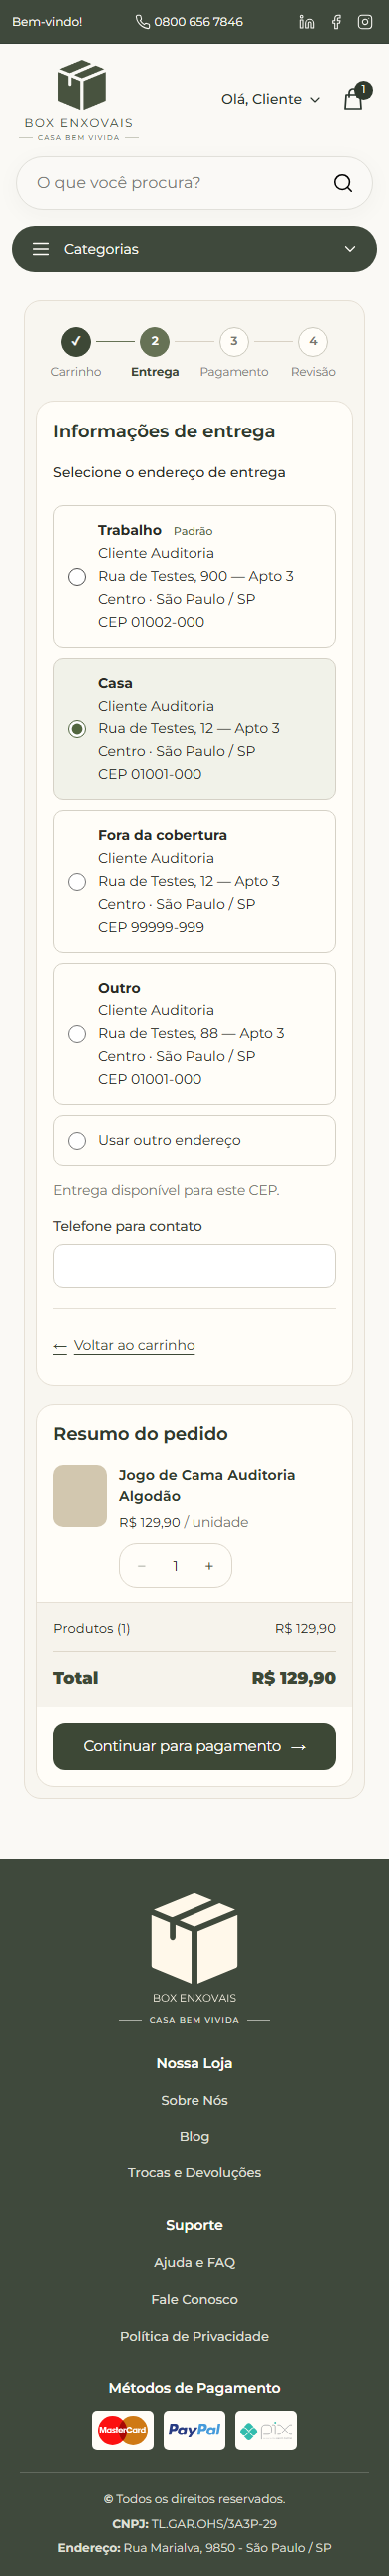 Bem-vindo!
0800 656 7846
BOX ENXOVAIS
CASA BEM VIVIDA
Olá, Cliente
1
O que você procura?
Categorias
✓
2
3
4
Carrinho
Entrega
Pagamento
Revisão
Informações de entrega
Selecione o endereço de entrega
Trabalho Padrão
Cliente Auditoria
Rua de Testes, 900 — Apto 3
Centro · São Paulo / SP
CEP 01002-000
Casa
Cliente Auditoria
Rua de Testes, 12 — Apto 3
Centro · São Paulo / SP
CEP 01001-000
Fora da cobertura
Cliente Auditoria
Rua de Testes, 12 — Apto 3
Centro · São Paulo / SP
CEP 99999-999
Outro
Cliente Auditoria
Rua de Testes, 88 — Apto 3
Centro · São Paulo / SP
CEP 01001-000
Usar outro endereço
Entrega disponível para este CEP.
Telefone para contato
← Voltar ao carrinho
Resumo do pedido
Jogo de Cama Auditoria
Algodão
R$ 129,90 / unidade
− 1 +
Produtos (1) R$ 129,90
Total R$ 129,90
Continuar para pagamento →
BOX ENXOVAIS
CASA BEM VIVIDA
Nossa Loja
Sobre Nós
Blog
Trocas e Devoluções
Suporte
Ajuda e FAQ
Fale Conosco
Política de Privacidade
Métodos de Pagamento
MasterCard
PayPal
pix
© Todos os direitos reservados.
CNPJ: TL.GAR.OHS/3A3P-29
Endereço: Rua Marialva, 9850 - São Paulo / SP